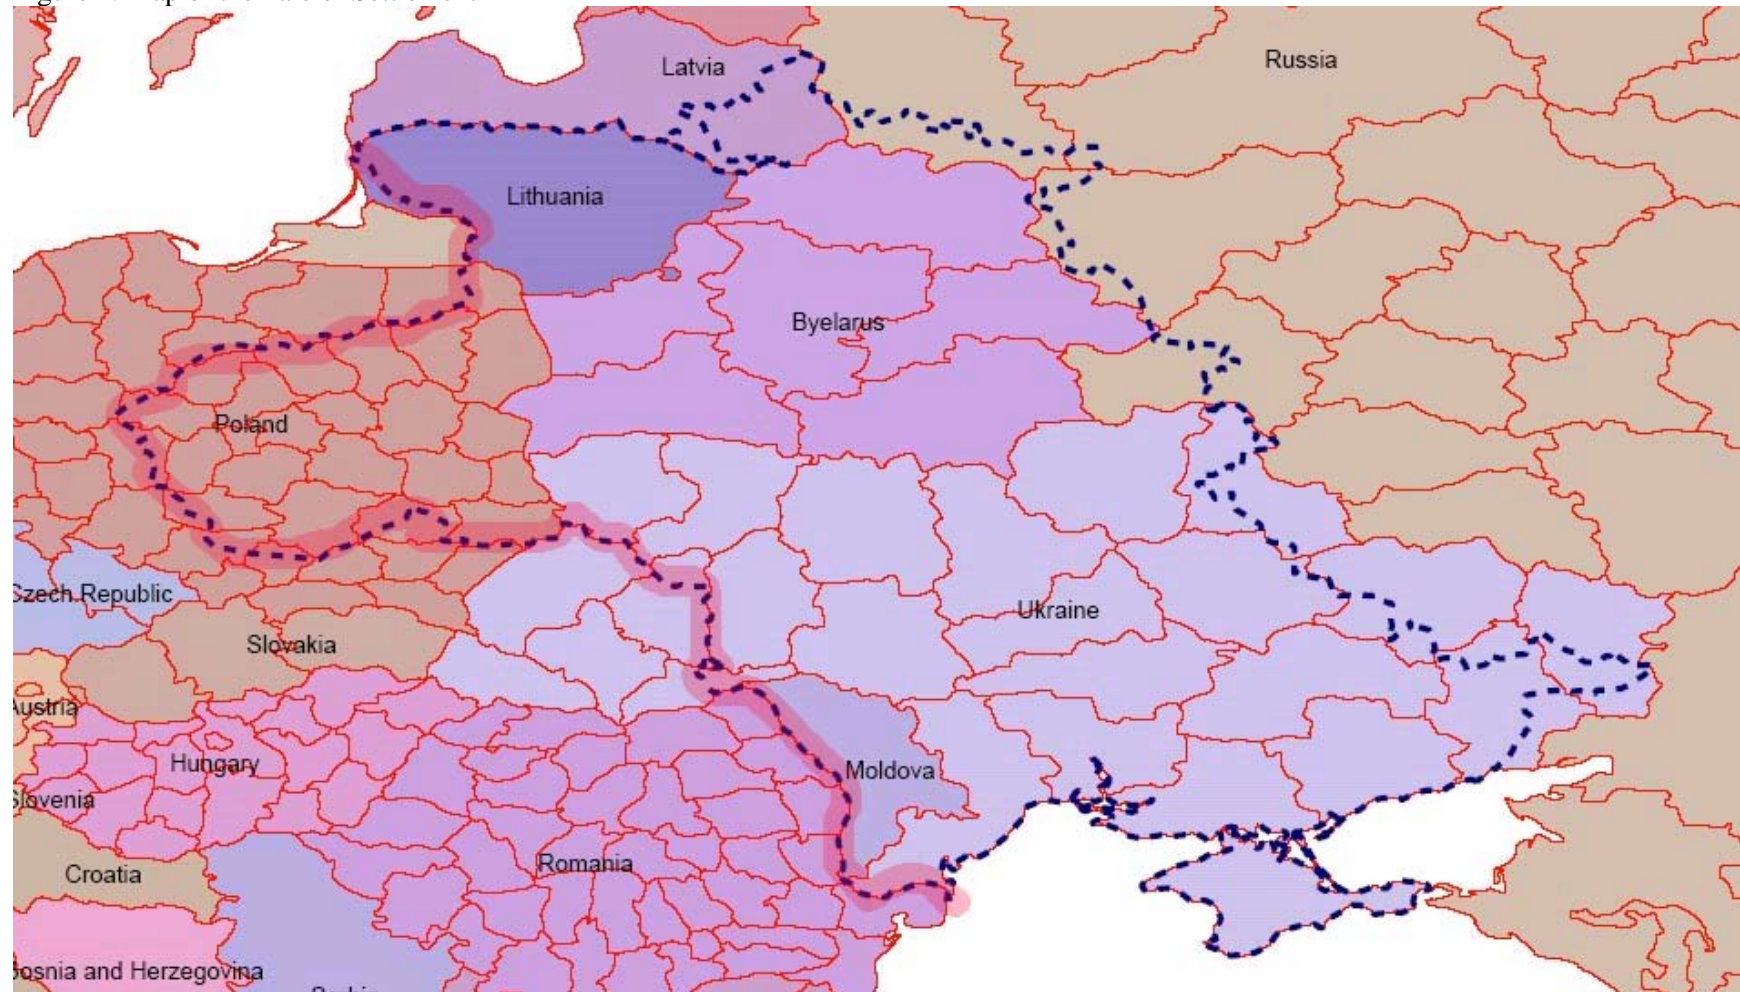 Russia
Latvia
Lithuania
Byelarus
Poland
Czech Republic
Ukraine
Slovakia
Austria
Hungary
Moldova
Slovenia
Romania
Croatia
Bosnia and Herzegovina